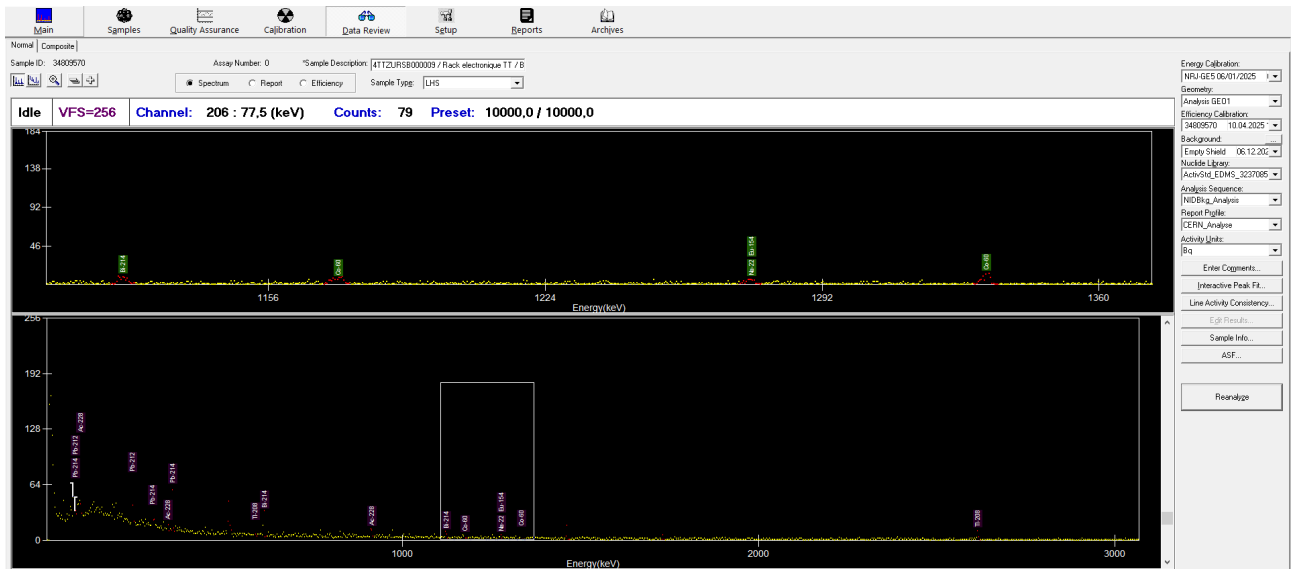 Main Samples Quality Assurance Calibration Data Review Setup Reports Archives
Normal Composite
Sample ID: 34809570 Assay Number: 0 *Sample Description: 4TTZURSB000009 / Rack electronique TT / B
Spectrum Report Efficiency Sample Type: LHS
Idle VFS=256 Channel: 206 : 77,5 (keV) Counts: 79 Preset: 10000,0 / 10000,0
184
138
92
46
Bi-214
Co-60
Na-22 Eu-154
Co-60
1156 1224 1292 1360
Energy(keV)
256
192
128
64
0
Pb-214 Pb-212
Ac-228
Pb-212
Pb-214
Ac-228
Pb-214
Tl-208
Bi-214
Ac-228
Bi-214
Co-60
Na-22 Eu-154
Co-60
Tl-208
1000 2000 3000
Energy(keV)
Energy Calibration:
NRJ-GE5 06/01/2025
Geometry:
Analysis GEO1
Efficiency Calibration:
34809570 10.04.2025
Background:
...
Empty Shield 06.12.202
Nuclide Library:
ActivStd_EDMS_3237085
Analysis Sequence:
NIDBkg_Analysis
Report Profile:
CERN_Analyse
Activity Units:
Bq
Enter Comments...
Interactive Peak Fit...
Line Activity Consistency...
Edit Results...
Sample Info...
ASF...
Reanalyze